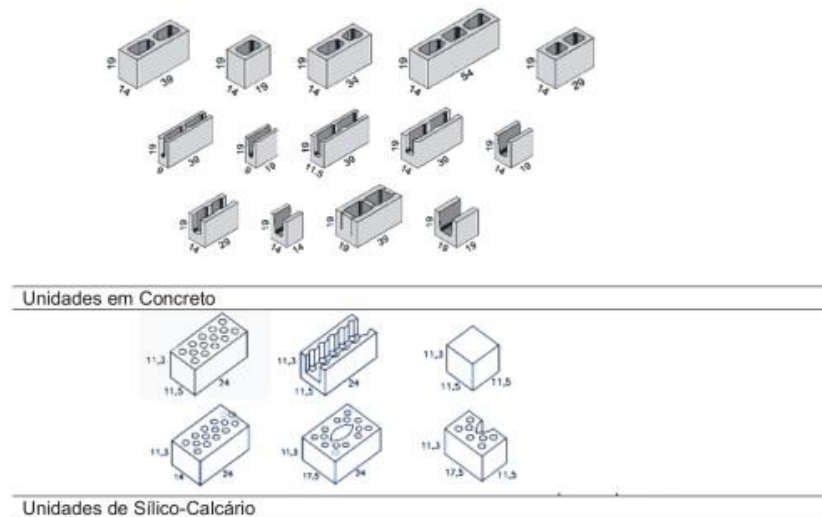 19 14 39 19 14 19 19 14 34 19 14 54 19 14 29
19 9 39 19 9 19 19 11,5 39 19 14 39 19 14 19
19 14 29 19 14 14 19 19 39 19 19 19
Unidades em Concreto
11,3 11,5 24 11,3 11,5 24 11,3 11,5 11,5
11,3 14 24 11,3 17,5 24 11,3 17,5 11,5
Unidades de Sílico-Calcário